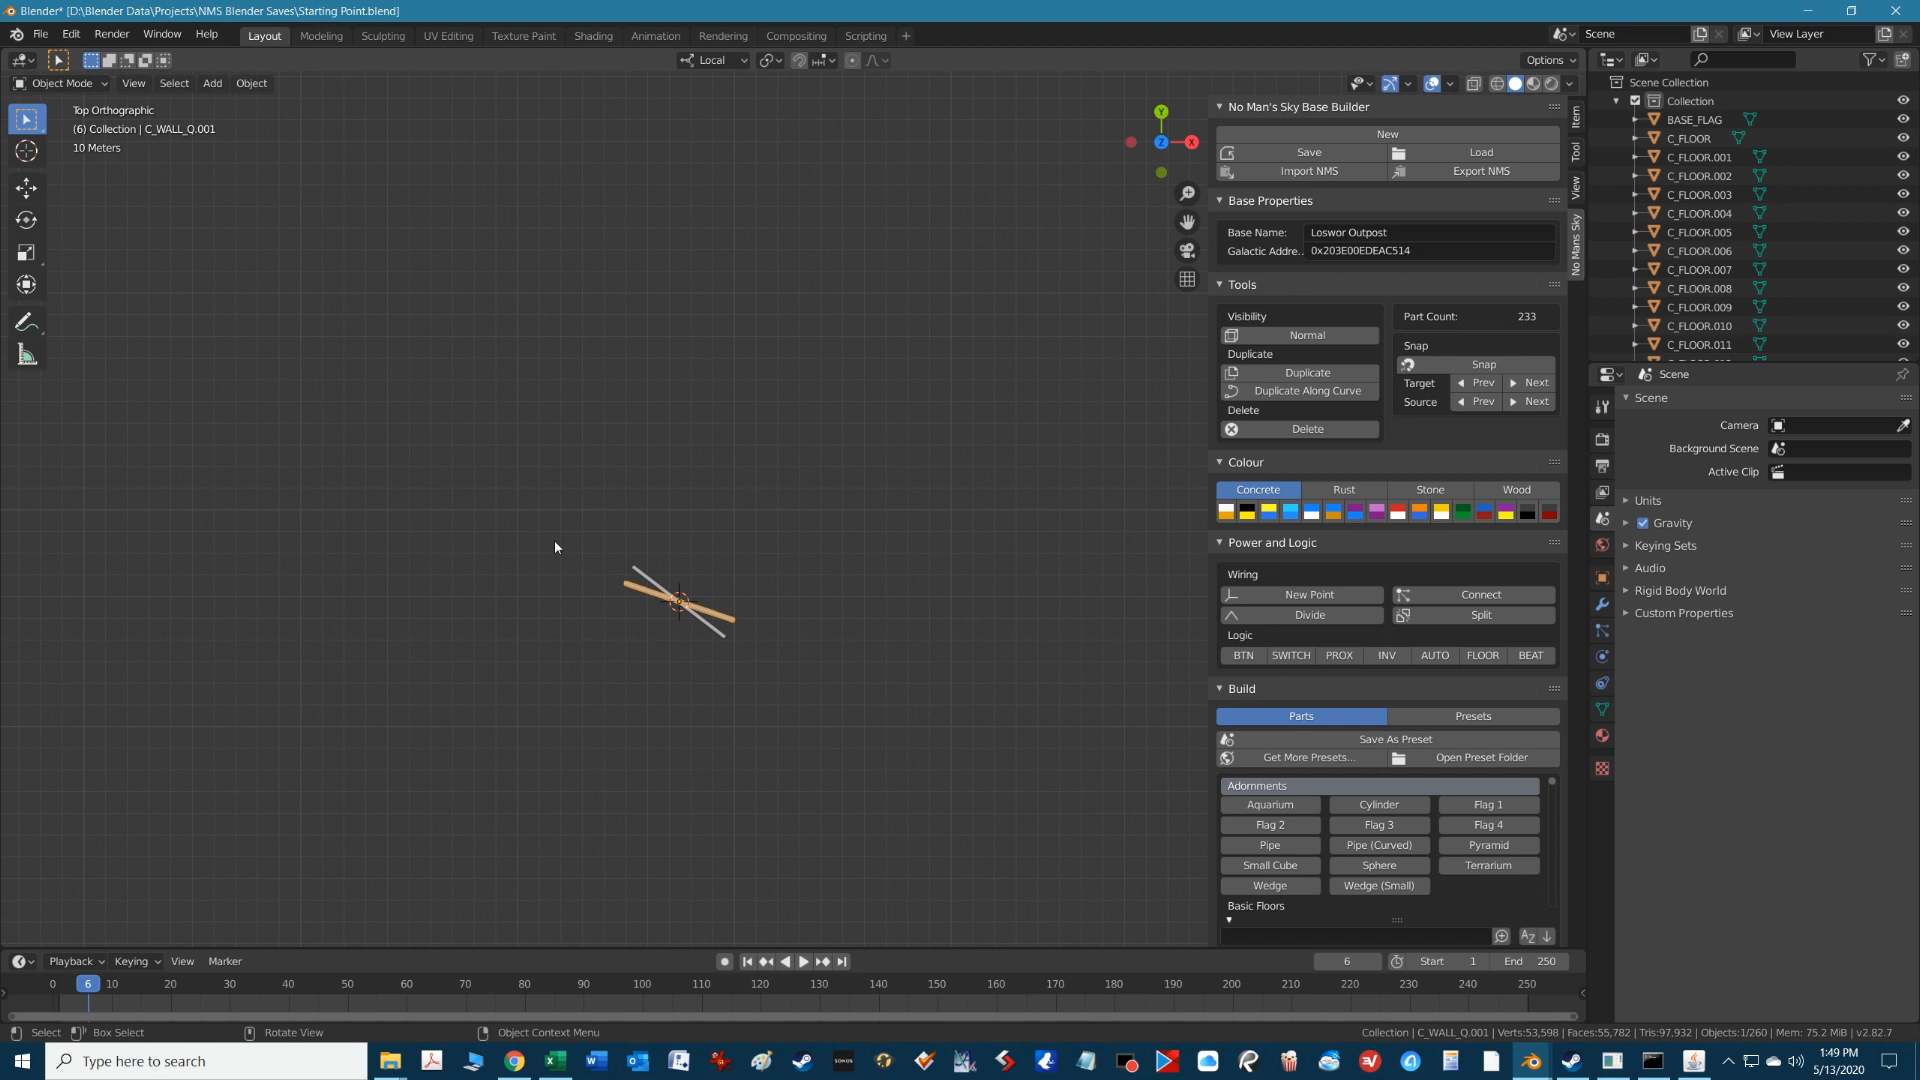 Blender* [D:\Blender Data\Projects\NMS Blender Saves\Starting Point.blend]
File Edit Render Window Help Layout Modeling Sculpting UV Editing Texture Paint Shading Animation Rendering Compositing Scripting + Scene View Layer
Local Options
Object Mode View Select Add Object
Top Orthographic
(6) Collection | C_WALL_Q.001
10 Meters
Y
Z X
Item
Tool
View
No Mans Sky
No Man's Sky Base Builder
New
Save Load
Import NMS Export NMS
Base Properties
Base Name: Loswor Outpost
Galactic Addre.. 0x203E00EDEAC514
Tools
Visibility Part Count: 233
Normal
Snap
Duplicate Snap
Duplicate Target Prev Next
Duplicate Along Curve Source Prev Next
Delete
Delete
Colour
Concrete Rust Stone Wood
Power and Logic
Wiring
New Point Connect
Divide Split
Logic
BTN SWITCH PROX INV AUTO FLOOR BEAT
Build
Parts Presets
Save As Preset
Get More Presets... Open Preset Folder
Adornments
Aquarium Cylinder Flag 1
Flag 2 Flag 3 Flag 4
Pipe Pipe (Curved) Pyramid
Small Cube Sphere Terrarium
Wedge Wedge (Small)
Basic Floors
Scene Collection
Collection
BASE_FLAG
C_FLOOR
C_FLOOR.001
C_FLOOR.002
C_FLOOR.003
C_FLOOR.004
C_FLOOR.005
C_FLOOR.006
C_FLOOR.007
C_FLOOR.008
C_FLOOR.009
C_FLOOR.010
C_FLOOR.011
Scene
Scene
Camera
Background Scene
Active Clip
Units
Gravity
Keying Sets
Audio
Rigid Body World
Custom Properties
Playback Keying View Marker 6 Start 1 End 250
0 6 10 20 30 40 50 60 70 80 90 100 110 120 130 140 150 160 170 180 190 200 210 220 230 240 250
Select Box Select Rotate View Object Context Menu Collection | C_WALL_Q.001 | Verts:53,598 | Faces:55,782 | Tris:97,932 | Objects:1/260 | Mem: 75.2 MiB | v2.82.7
Type here to search
1:49 PM
5/13/2020